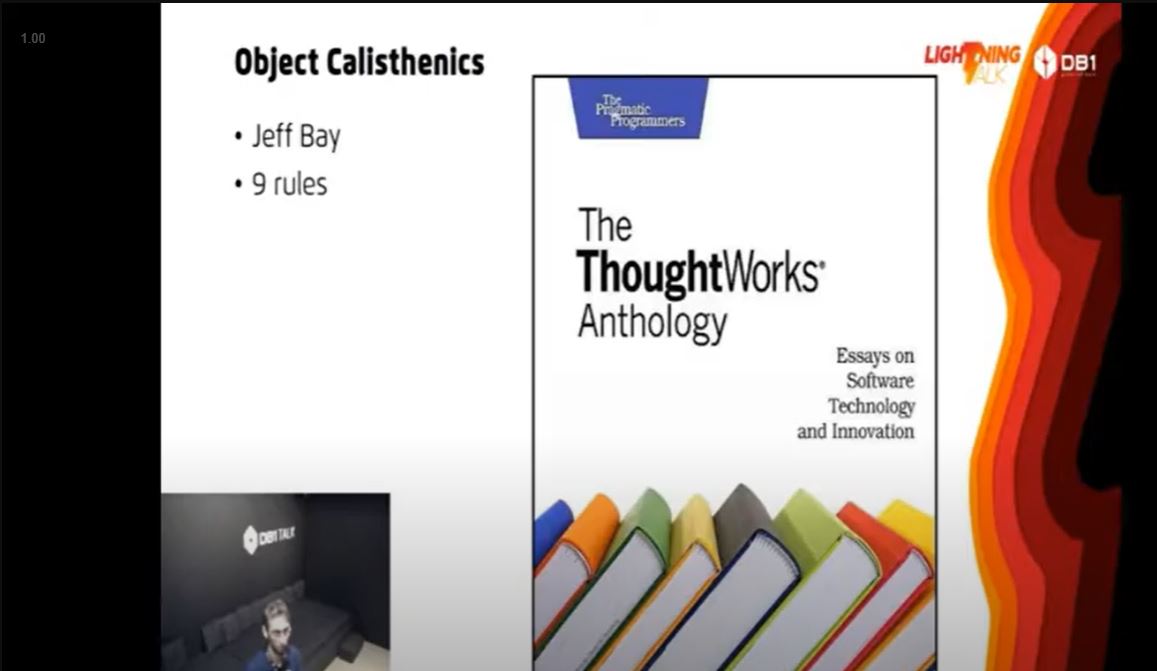 1.00
Object Calisthenics
• Jeff Bay
• 9 rules
LIGHTNING
TALK
DB1
The
Pragmatic
Programmers
The
ThoughtWorks®
Anthology
Essays on
Software
Technology
and Innovation
DB1 TALK